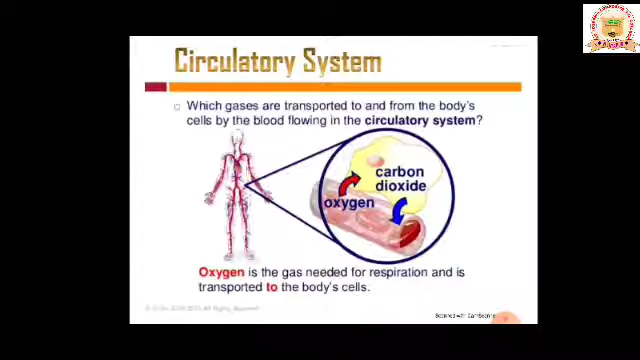 Circulatory System
Which gases are transported to and from the body's
cells by the blood flowing in the circulatory system?
carbon
dioxide
oxygen
Oxygen is the gas needed for respiration and is
transported to the body's cells.
Scanned with CamScanner